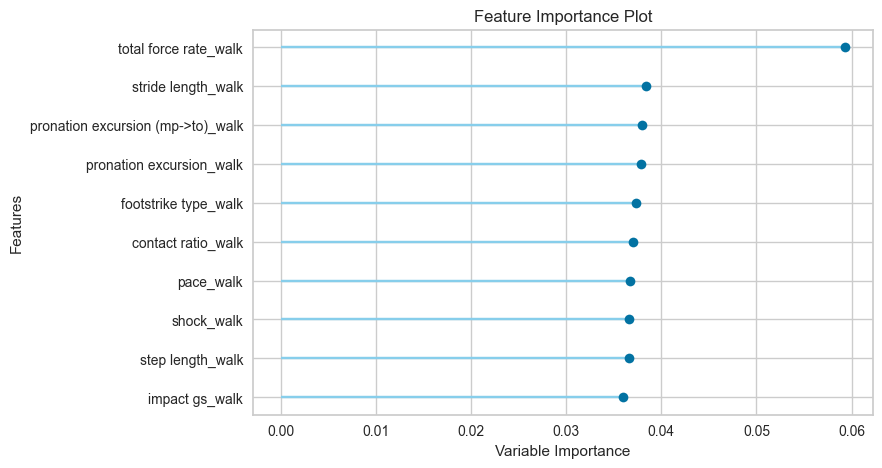 Feature Importance Plot
Features
total force rate_walk
stride length_walk
pronation excursion (mp->to)_walk
pronation excursion_walk
footstrike type_walk
contact ratio_walk
pace_walk
shock_walk
step length_walk
impact gs_walk
0.00 0.01 0.02 0.03 0.04 0.05 0.06
Variable Importance